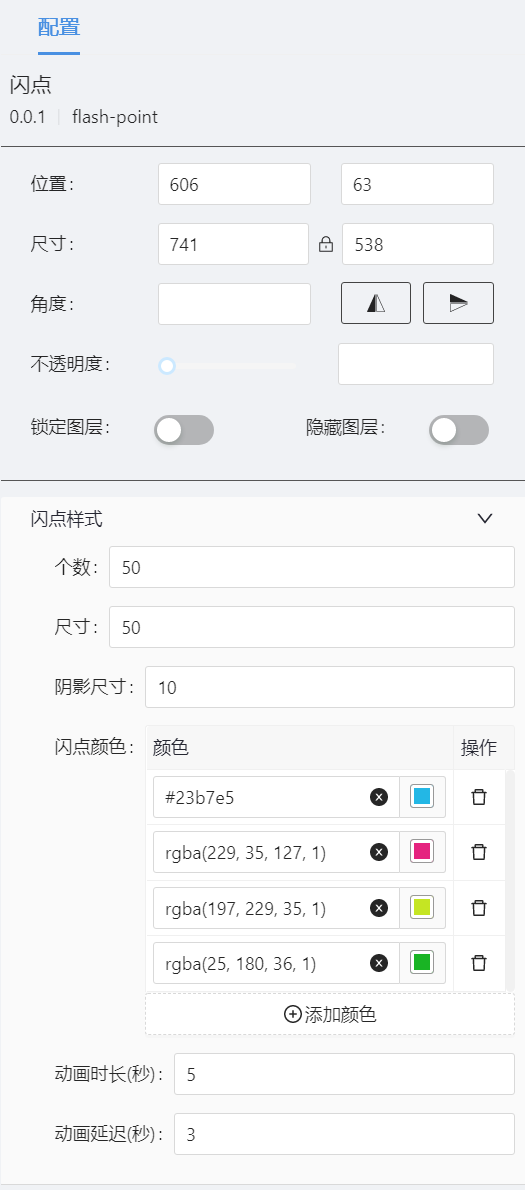 配置
闪点
0.0.1 flash-point
位置： 606 63
尺寸： 741 538
角度：
不透明度：
锁定图层： 隐藏图层：
闪点样式
个数： 50
尺寸： 50
阴影尺寸： 10
闪点颜色： 颜色 操作
#23b7e5
rgba(229, 35, 127, 1)
rgba(197, 229, 35, 1)
rgba(25, 180, 36, 1)
添加颜色
动画时长(秒)： 5
动画延迟(秒)： 3